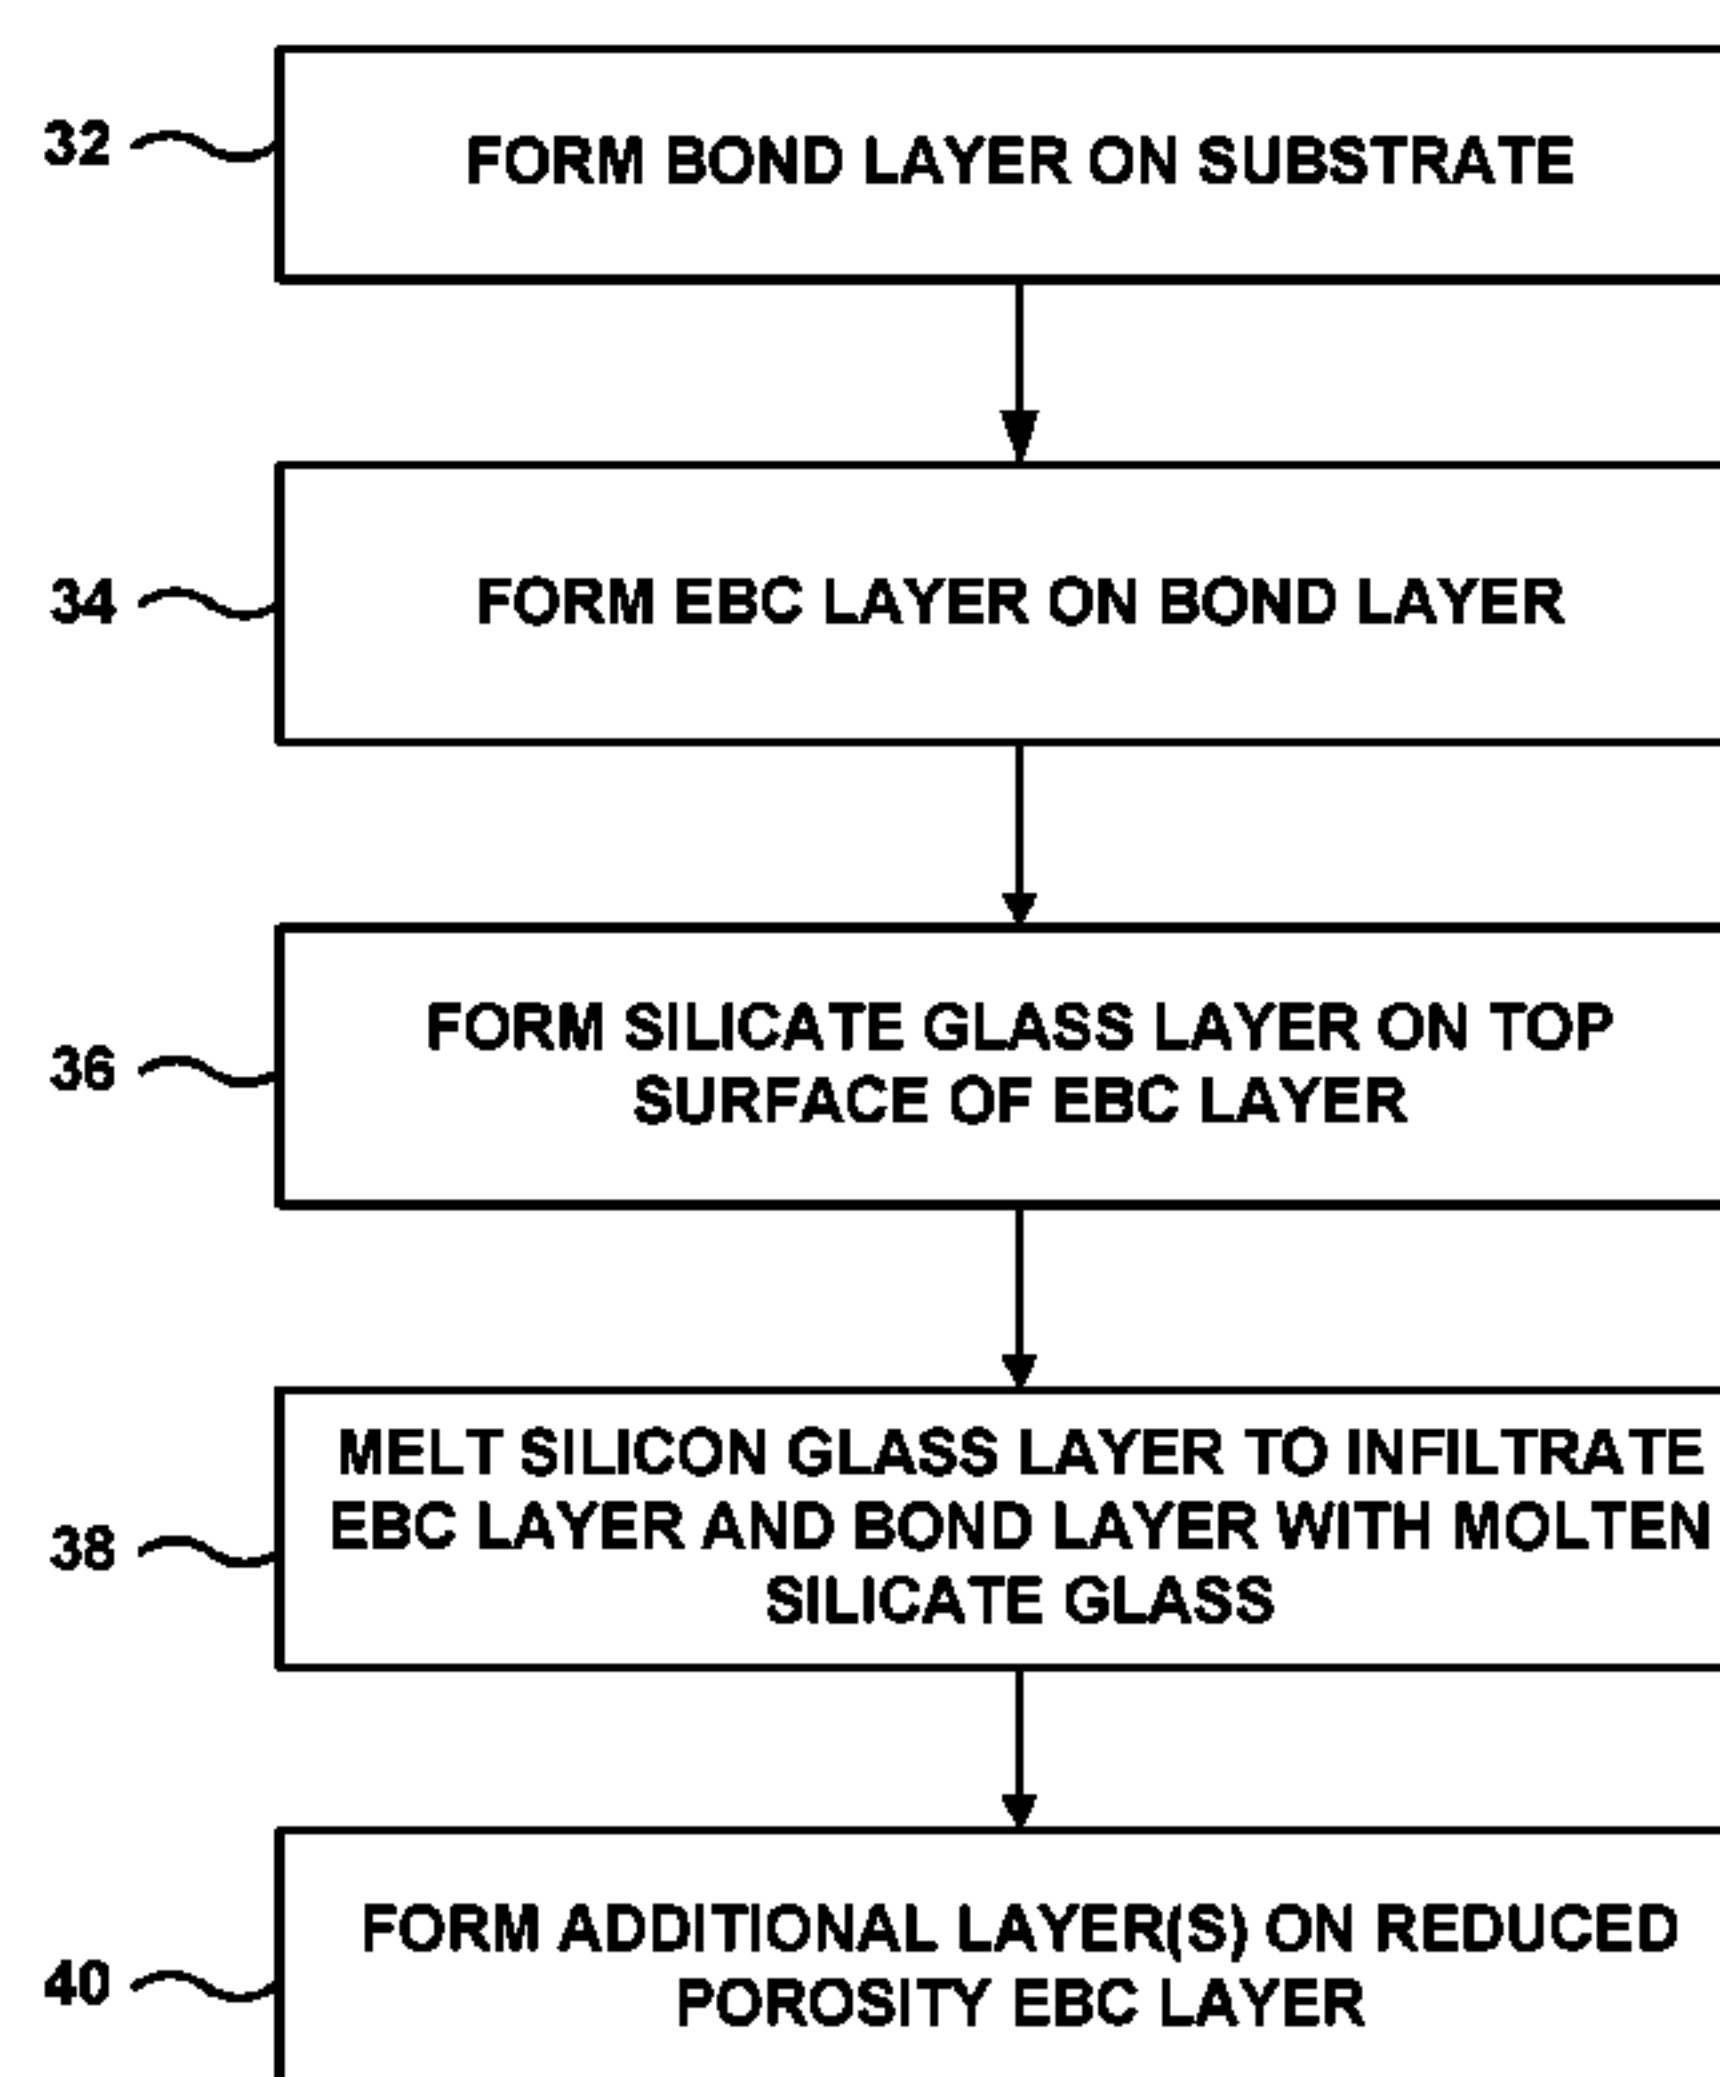 32
FORM BOND LAYER ON SUBSTRATE
34
FORM EBC LAYER ON BOND LAYER
36
FORM SILICATE GLASS LAYER ON TOP
SURFACE OF EBC LAYER
38
MELT SILICON GLASS LAYER TO INFILTRATE
EBC LAYER AND BOND LAYER WITH MOLTEN
SILICATE GLASS
40
FORM ADDITIONAL LAYER(S) ON REDUCED
POROSITY EBC LAYER